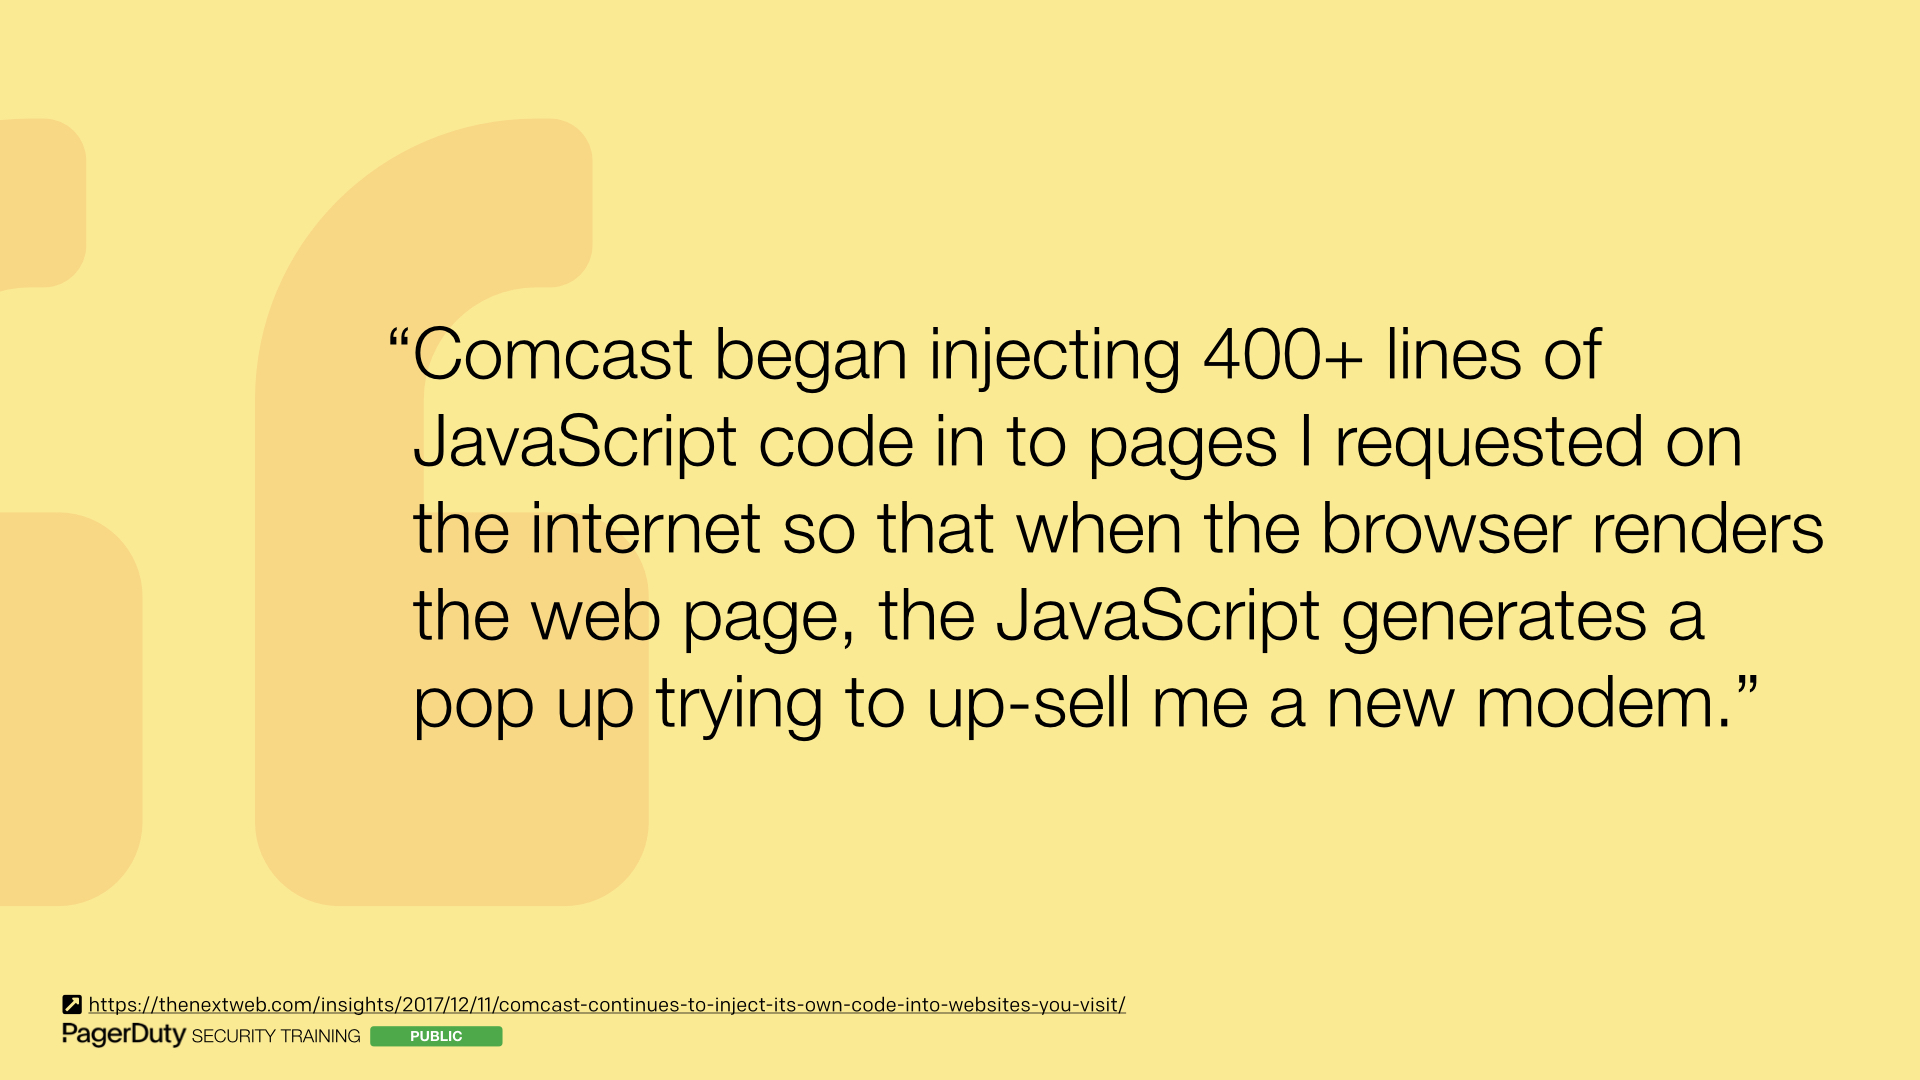 “Comcast began injecting 400+ lines of
JavaScript code in to pages I requested on
the internet so that when the browser renders
the web page, the JavaScript generates a
pop up trying to up-sell me a new modem.”
https://thenextweb.com/insights/2017/12/11/comcast-continues-to-inject-its-own-code-into-websites-you-visit/
PagerDuty SECURITY TRAINING PUBLIC